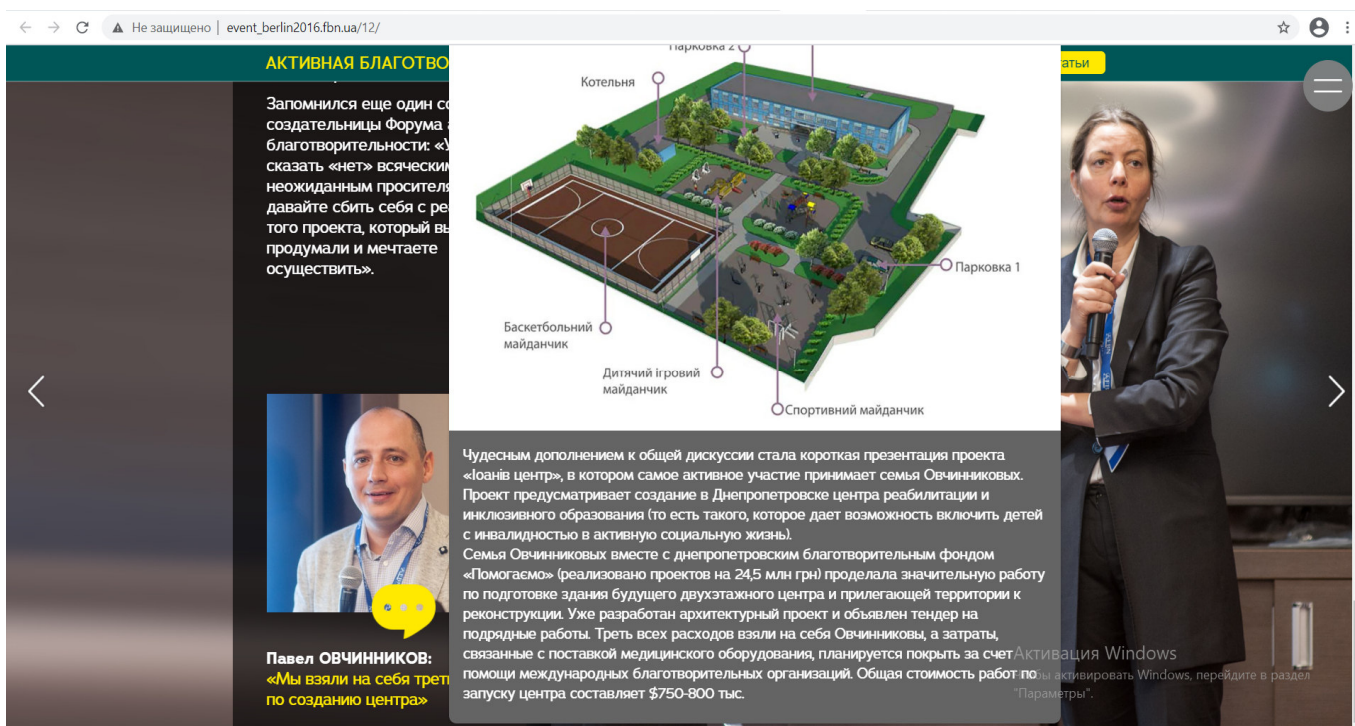 Не защищено | event_berlin2016.fbn.ua/12/
АКТИВНАЯ
Запомнился еще один
создательницы Форума
благотворительности:
сказать «нет»
неожиданным
давайте сбить себя с
того проекта, который
продумали и мечтаете
осуществить».
Парковка 2
Котельня
Парковка 1
Баскетбольний
майданчик
Дитячий ігровий
майданчик
Спортивний майданчик
Чудесным дополнением к общей дискуссии стала короткая презентация проекта
«Іоанів центр», в котором самое активное участие принимает семья Овчинниковых.
Проект предусматривает создание в Днепропетровске центра реабилитации и
инклюзивного образования (то есть такого, которое дает возможность включить детей
с инвалидностью в активную социальную жизнь).
Семья Овчинниковых вместе с днепропетровским благотворительным фондом
«Помогаємо» (реализовано проектов на 24,5 млн грн) проделала значительную работу
по подготовке здания будущего двухэтажного центра и прилегающей территории к
реконструкции. Уже разработан архитектурный проект и объявлен тендер на
подрядные работы. Треть всех расходов взяли на себя Овчинниковы, а затраты,
связанные с поставкой медицинского оборудования, планируется покрыть за счет
помощи международных благотворительных организаций. Общая стоимость работ по
запуску центра составляет $750-800 тыс.
Павел ОВЧИННИКОВ:
«Мы взяли на себя
по созданию центра»
Активация Windows
активировать Windows, перейдите в раздел
"Параметры".